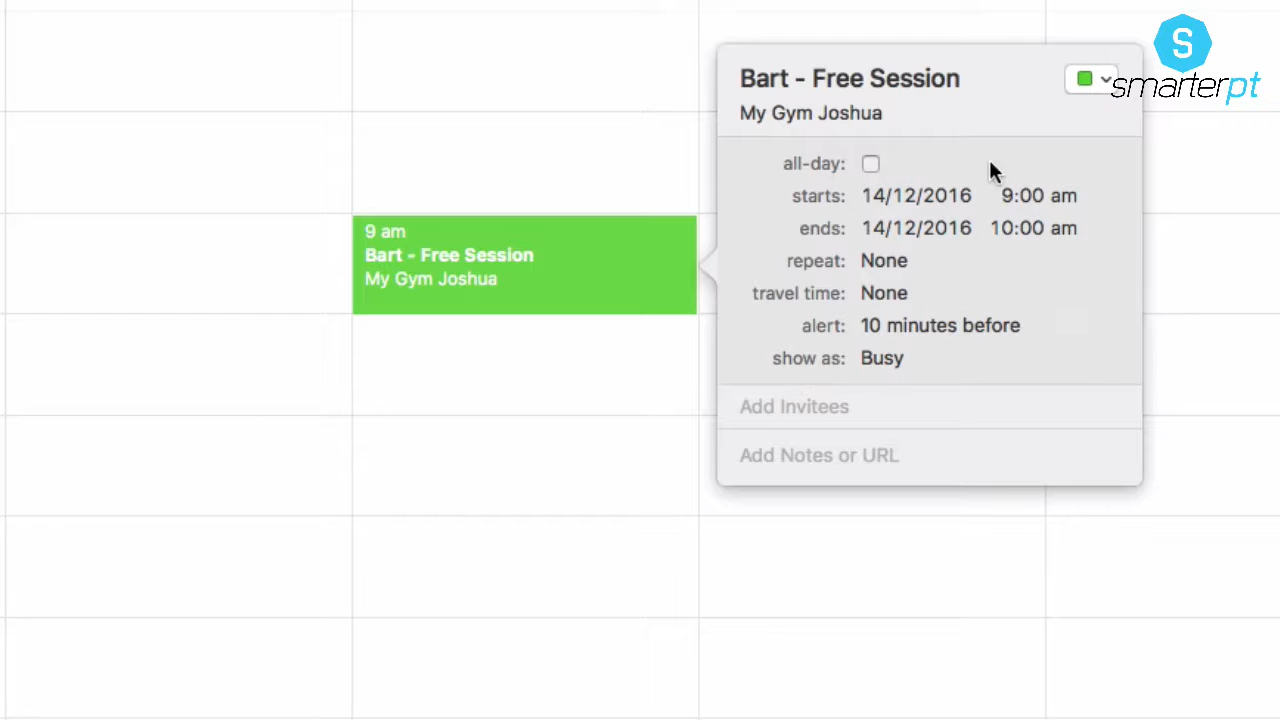 S
smarterpt
Bart - Free Session
My Gym Joshua
all-day:
starts: 14/12/2016 9:00 am
ends: 14/12/2016 10:00 am
repeat: None
travel time: None
alert: 10 minutes before
show as: Busy
Add Invitees
Add Notes or URL
9 am
Bart - Free Session
My Gym Joshua